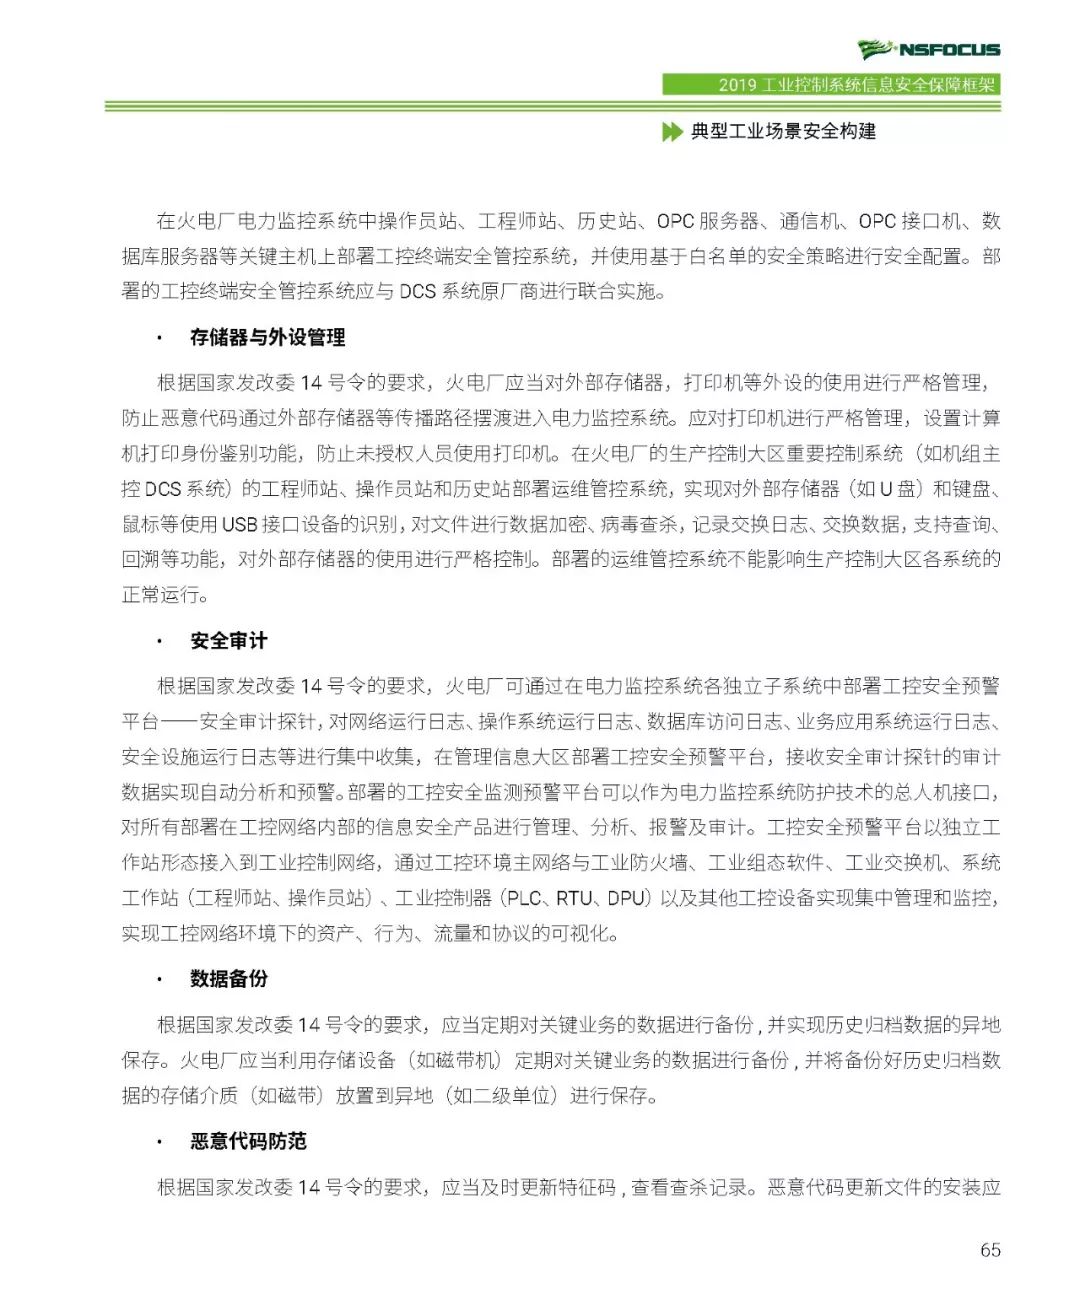 NSFOCUS
2019 工业控制系统信息安全保障框架
典型工业场景安全构建
在火电厂电力监控系统中操作员站、工程师站、历史站、OPC 服务器、通信机、OPC 接口机、数
据库服务器等关键主机上部署工控终端安全管控系统，并使用基于白名单的安全策略进行安全配置。部
署的工控终端安全管控系统应与 DCS 系统原厂商进行联合实施。
· 存储器与外设管理
根据国家发改委 14 号令的要求，火电厂应当对外部存储器，打印机等外设的使用进行严格管理，
防止恶意代码通过外部存储器等传播路径摆渡进入电力监控系统。应对打印机进行严格管理，设置计算
机打印身份鉴别功能，防止未授权人员使用打印机。在火电厂的生产控制大区重要控制系统（如机组主
控 DCS 系统）的工程师站、操作员站和历史站部署运维管控系统，实现对外部存储器（如 U 盘）和键盘、
鼠标等使用 USB 接口设备的识别，对文件进行数据加密、病毒查杀，记录交换日志、交换数据，支持查询、
回溯等功能，对外部存储器的使用进行严格控制。部署的运维管控系统不能影响生产控制大区各系统的
正常运行。
· 安全审计
根据国家发改委 14 号令的要求，火电厂可通过在电力监控系统各独立子系统中部署工控安全预警
平台——安全审计探针，对网络运行日志、操作系统运行日志、数据库访问日志、业务应用系统运行日志、
安全设施运行日志等进行集中收集，在管理信息大区部署工控安全预警平台，接收安全审计探针的审计
数据实现自动分析和预警。部署的工控安全监测预警平台可以作为电力监控系统防护技术的总人机接口，
对所有部署在工控网络内部的信息安全产品进行管理、分析、报警及审计。工控安全预警平台以独立工
作站形态接入到工业控制网络，通过工控环境主网络与工业防火墙、工业组态软件、工业交换机、系统
工作站（工程师站、操作员站）、工业控制器（PLC、RTU、DPU）以及其他工控设备实现集中管理和监控，
实现工控网络环境下的资产、行为、流量和协议的可视化。
· 数据备份
根据国家发改委 14 号令的要求，应当定期对关键业务的数据进行备份 , 并实现历史归档数据的异地
保存。火电厂应当利用存储设备（如磁带机）定期对关键业务的数据进行备份 , 并将备份好历史归档数
据的存储介质（如磁带）放置到异地（如二级单位）进行保存。
· 恶意代码防范
根据国家发改委 14 号令的要求，应当及时更新特征码 , 查看查杀记录。恶意代码更新文件的安装应
65